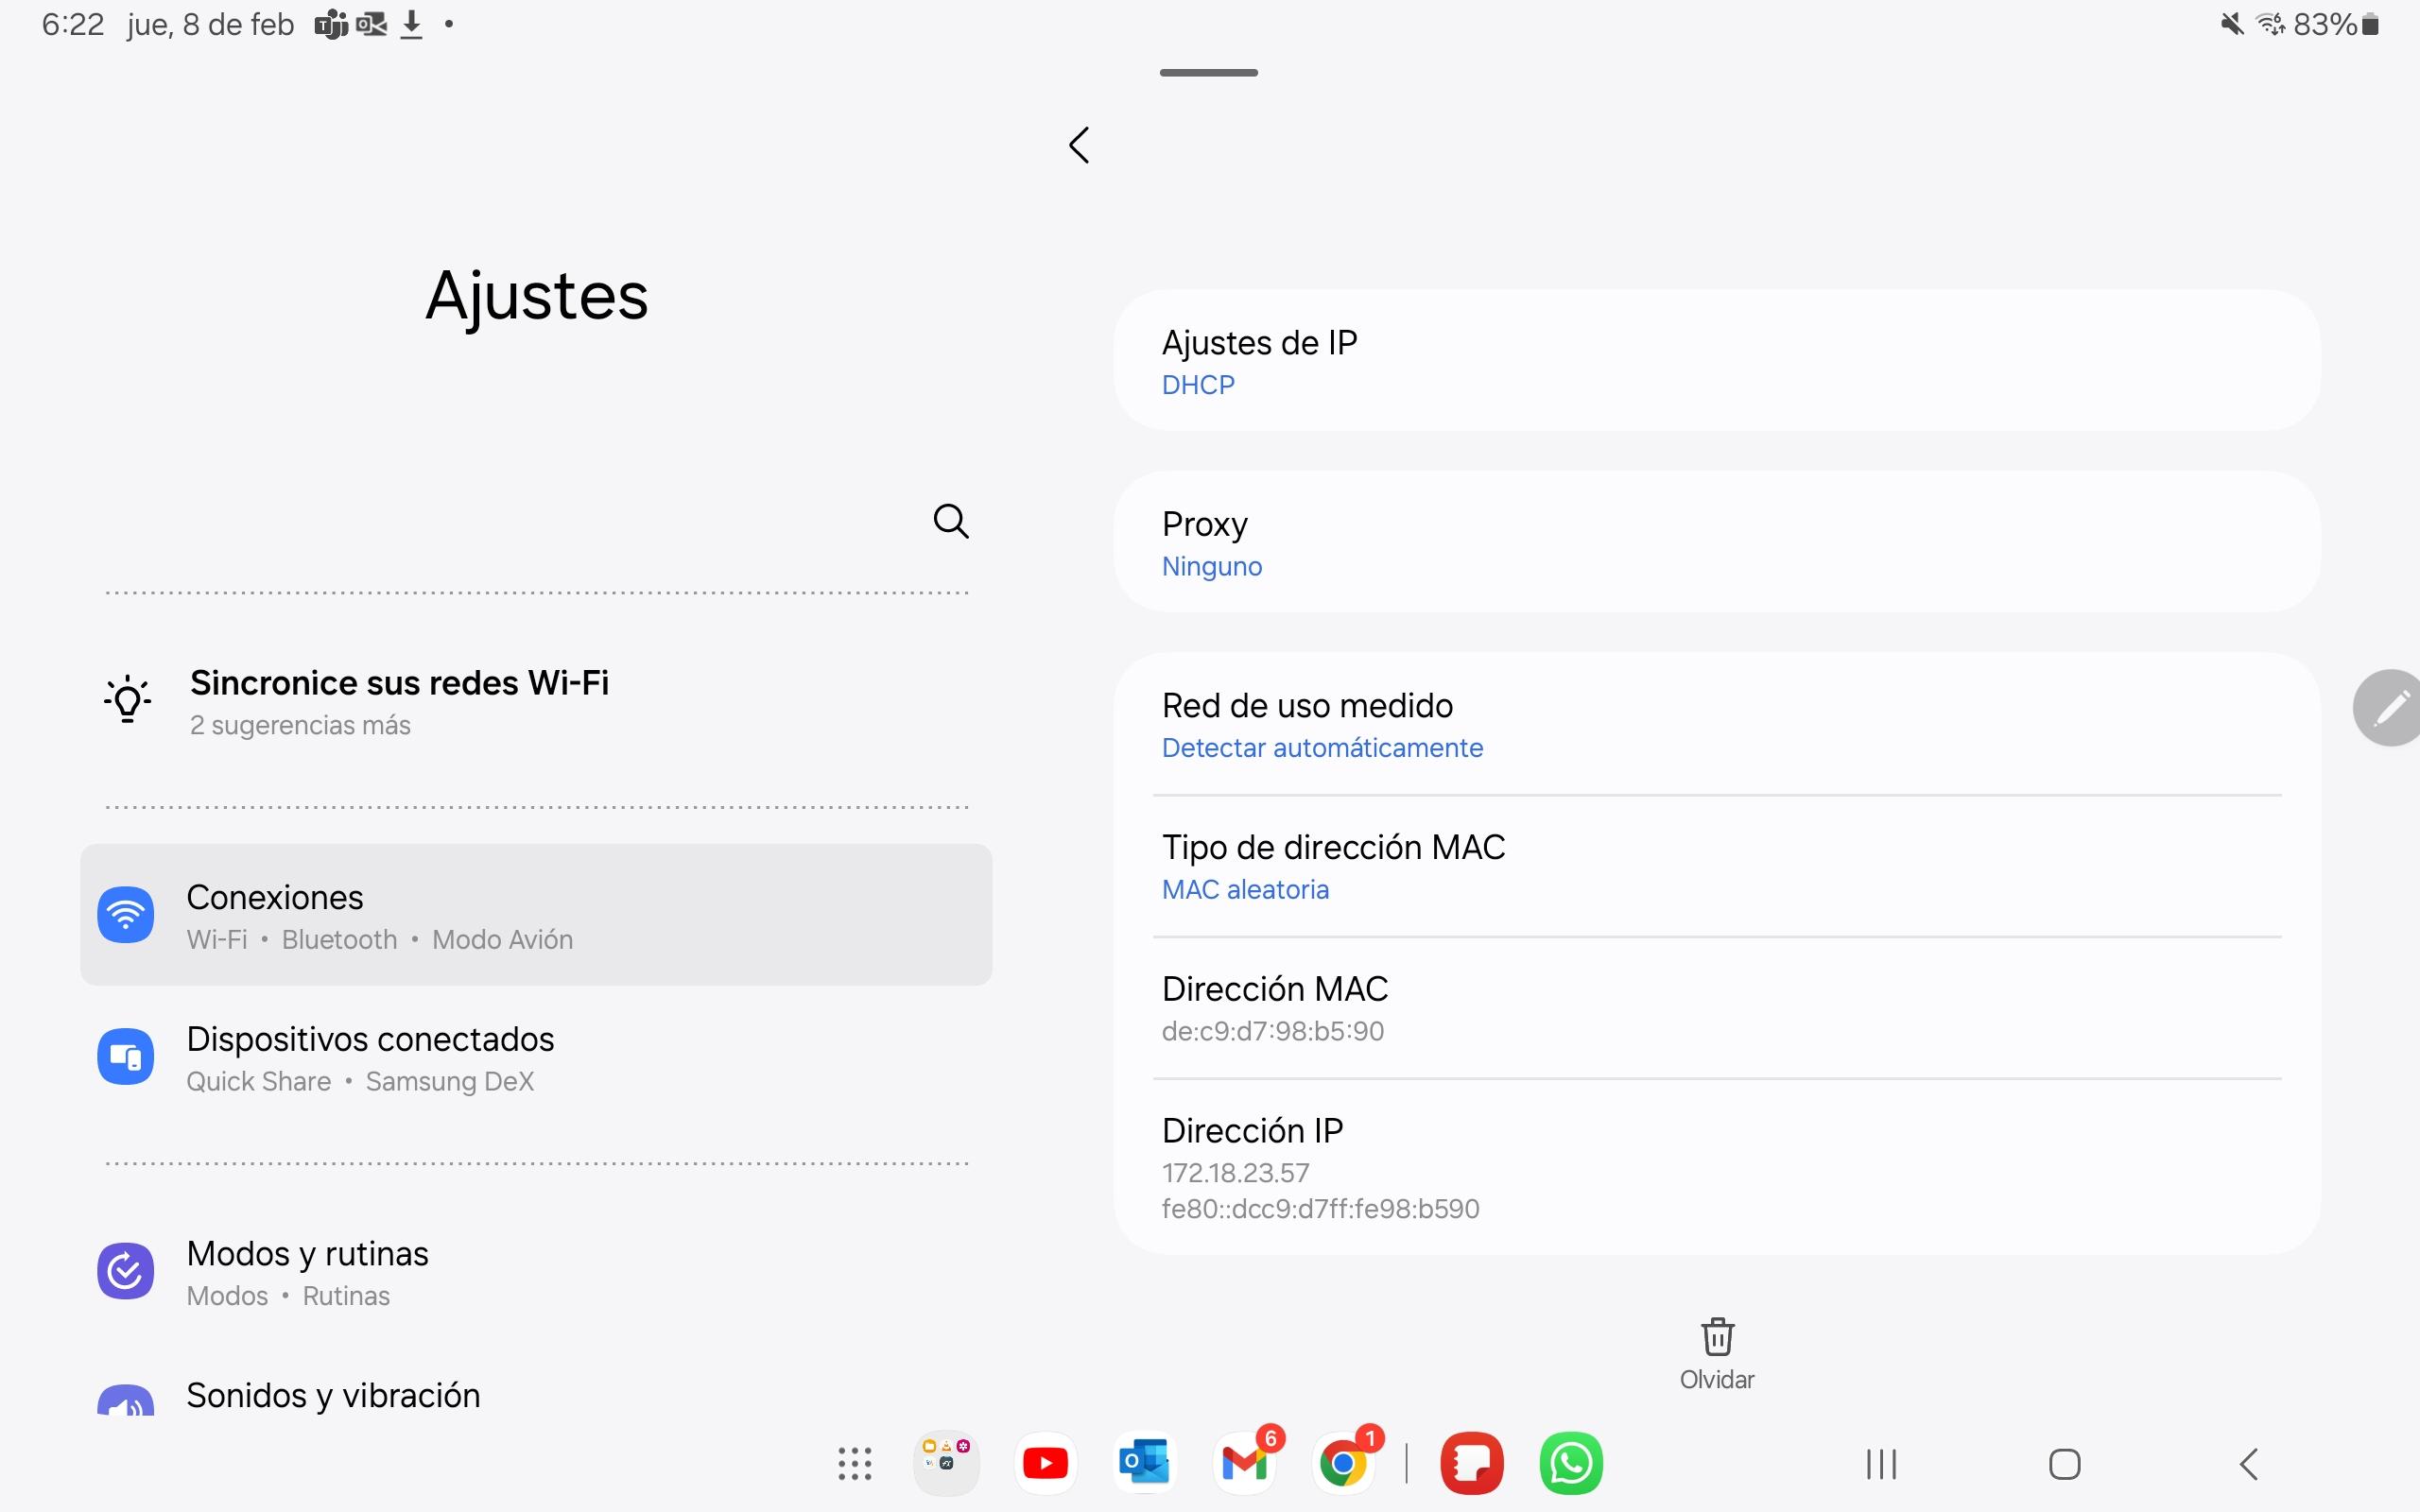 6:22 jue, 8 de feb
83%
Ajustes
Sincronice sus redes Wi-Fi
2 sugerencias más
Conexiones
Wi-Fi • Bluetooth • Modo Avión
Dispositivos conectados
Quick Share • Samsung DeX
Modos y rutinas
Modos • Rutinas
Sonidos y vibración
Ajustes de IP
DHCP
Proxy
Ninguno
Red de uso medido
Detectar automáticamente
Tipo de dirección MAC
MAC aleatoria
Dirección MAC
de:c9:d7:98:b5:90
Dirección IP
172.18.23.57
fe80::dcc9:d7ff:fe98:b590
Olvidar
6
1